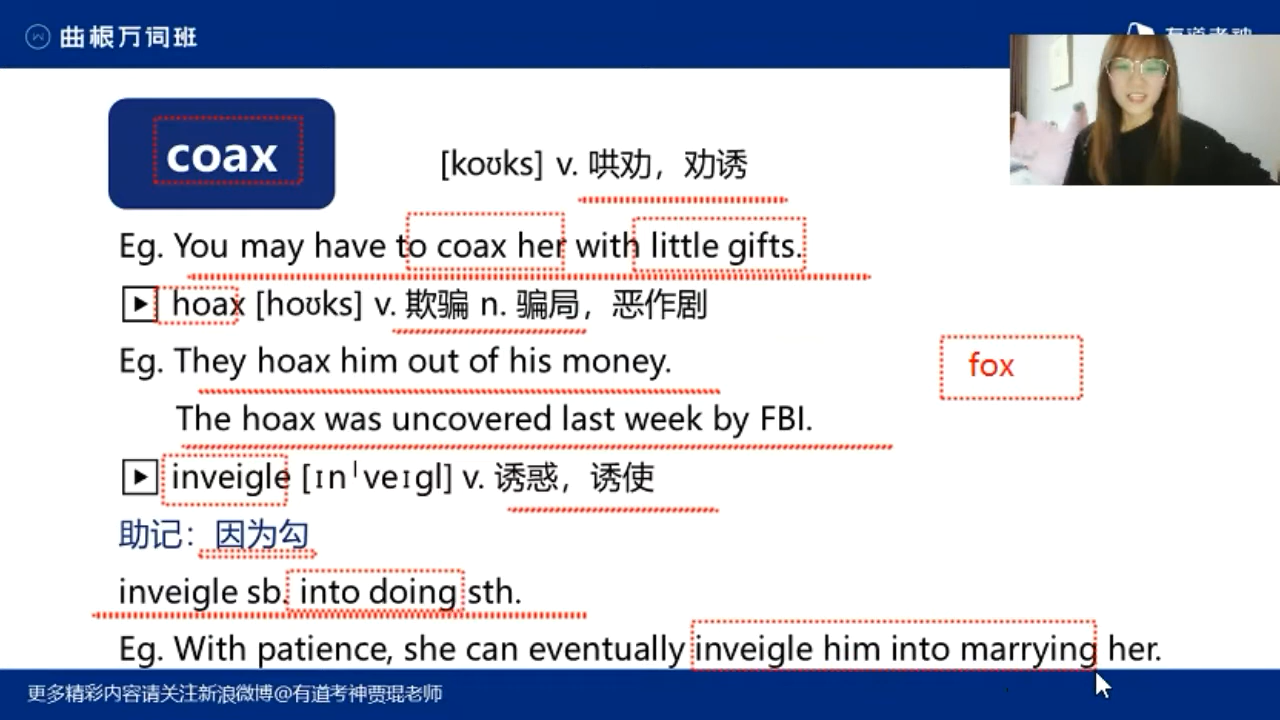 曲根万词班
有道考神
coax
[koʊks] v. 哄劝，劝诱
Eg. You may have to coax her with little gifts.
hoax [hoʊks] v. 欺骗 n. 骗局，恶作剧
Eg. They hoax him out of his money.
fox
The hoax was uncovered last week by FBI.
inveigle [ɪnˈveɪgl] v. 诱惑，诱使
助记：因为勾
inveigle sb. into doing sth.
Eg. With patience, she can eventually inveigle him into marrying her.
更多精彩内容请关注新浪微博@有道考神贾琨老师